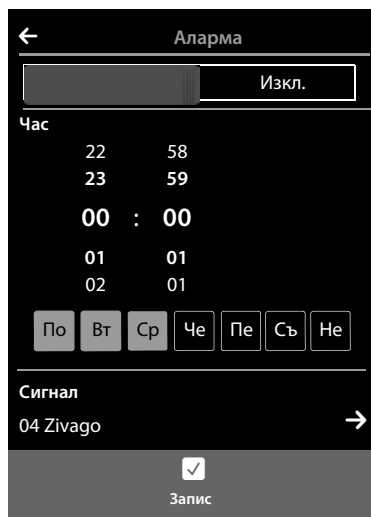 Аларма
Изкл.
Час
22 58
23 59
00 : 00
01 01
02 01
По Вт Ср Че Пе Съ Не
Сигнал
04 Zivago
Запис